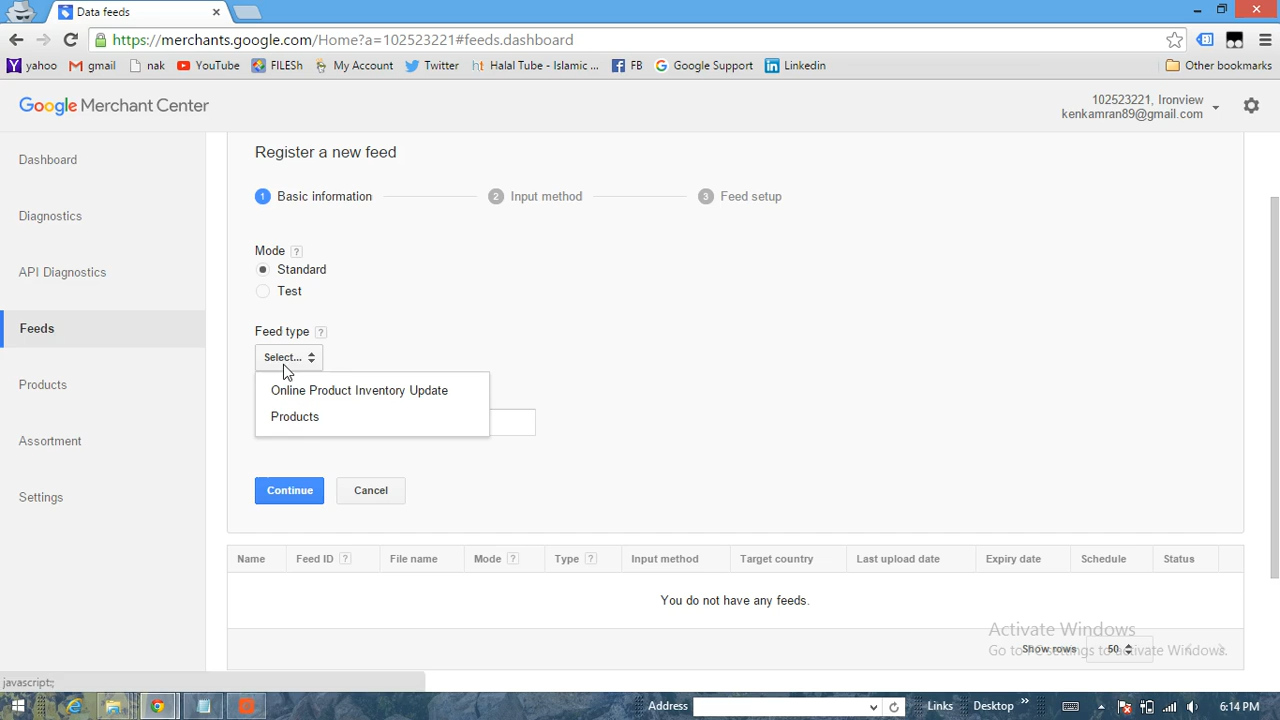 Data feeds
https://merchants.google.com/Home?a=102523221#feeds.dashboard
yahoo gmail nak YouTube FILESh My Account Twitter ht Halal Tube - Islamic ... FB Google Support Linkedin Other bookmarks
Google Merchant Center
102523221, Ironview
kenkamran89@gmail.com
Dashboard
Diagnostics
API Diagnostics
Feeds
Products
Assortment
Settings
Register a new feed
1 Basic information 2 Input method 3 Feed setup
Mode ?
Standard
Test
Feed type ?
Select...
Online Product Inventory Update
Products
Continue Cancel
Name Feed ID ? File name Mode ? Type ? Input method Target country Last upload date Expiry date Schedule Status
You do not have any feeds.
Show rows 50
Activate Windows
Go to PC settings to activate Windows.
javascript:;
Address Links Desktop » 6:14 PM